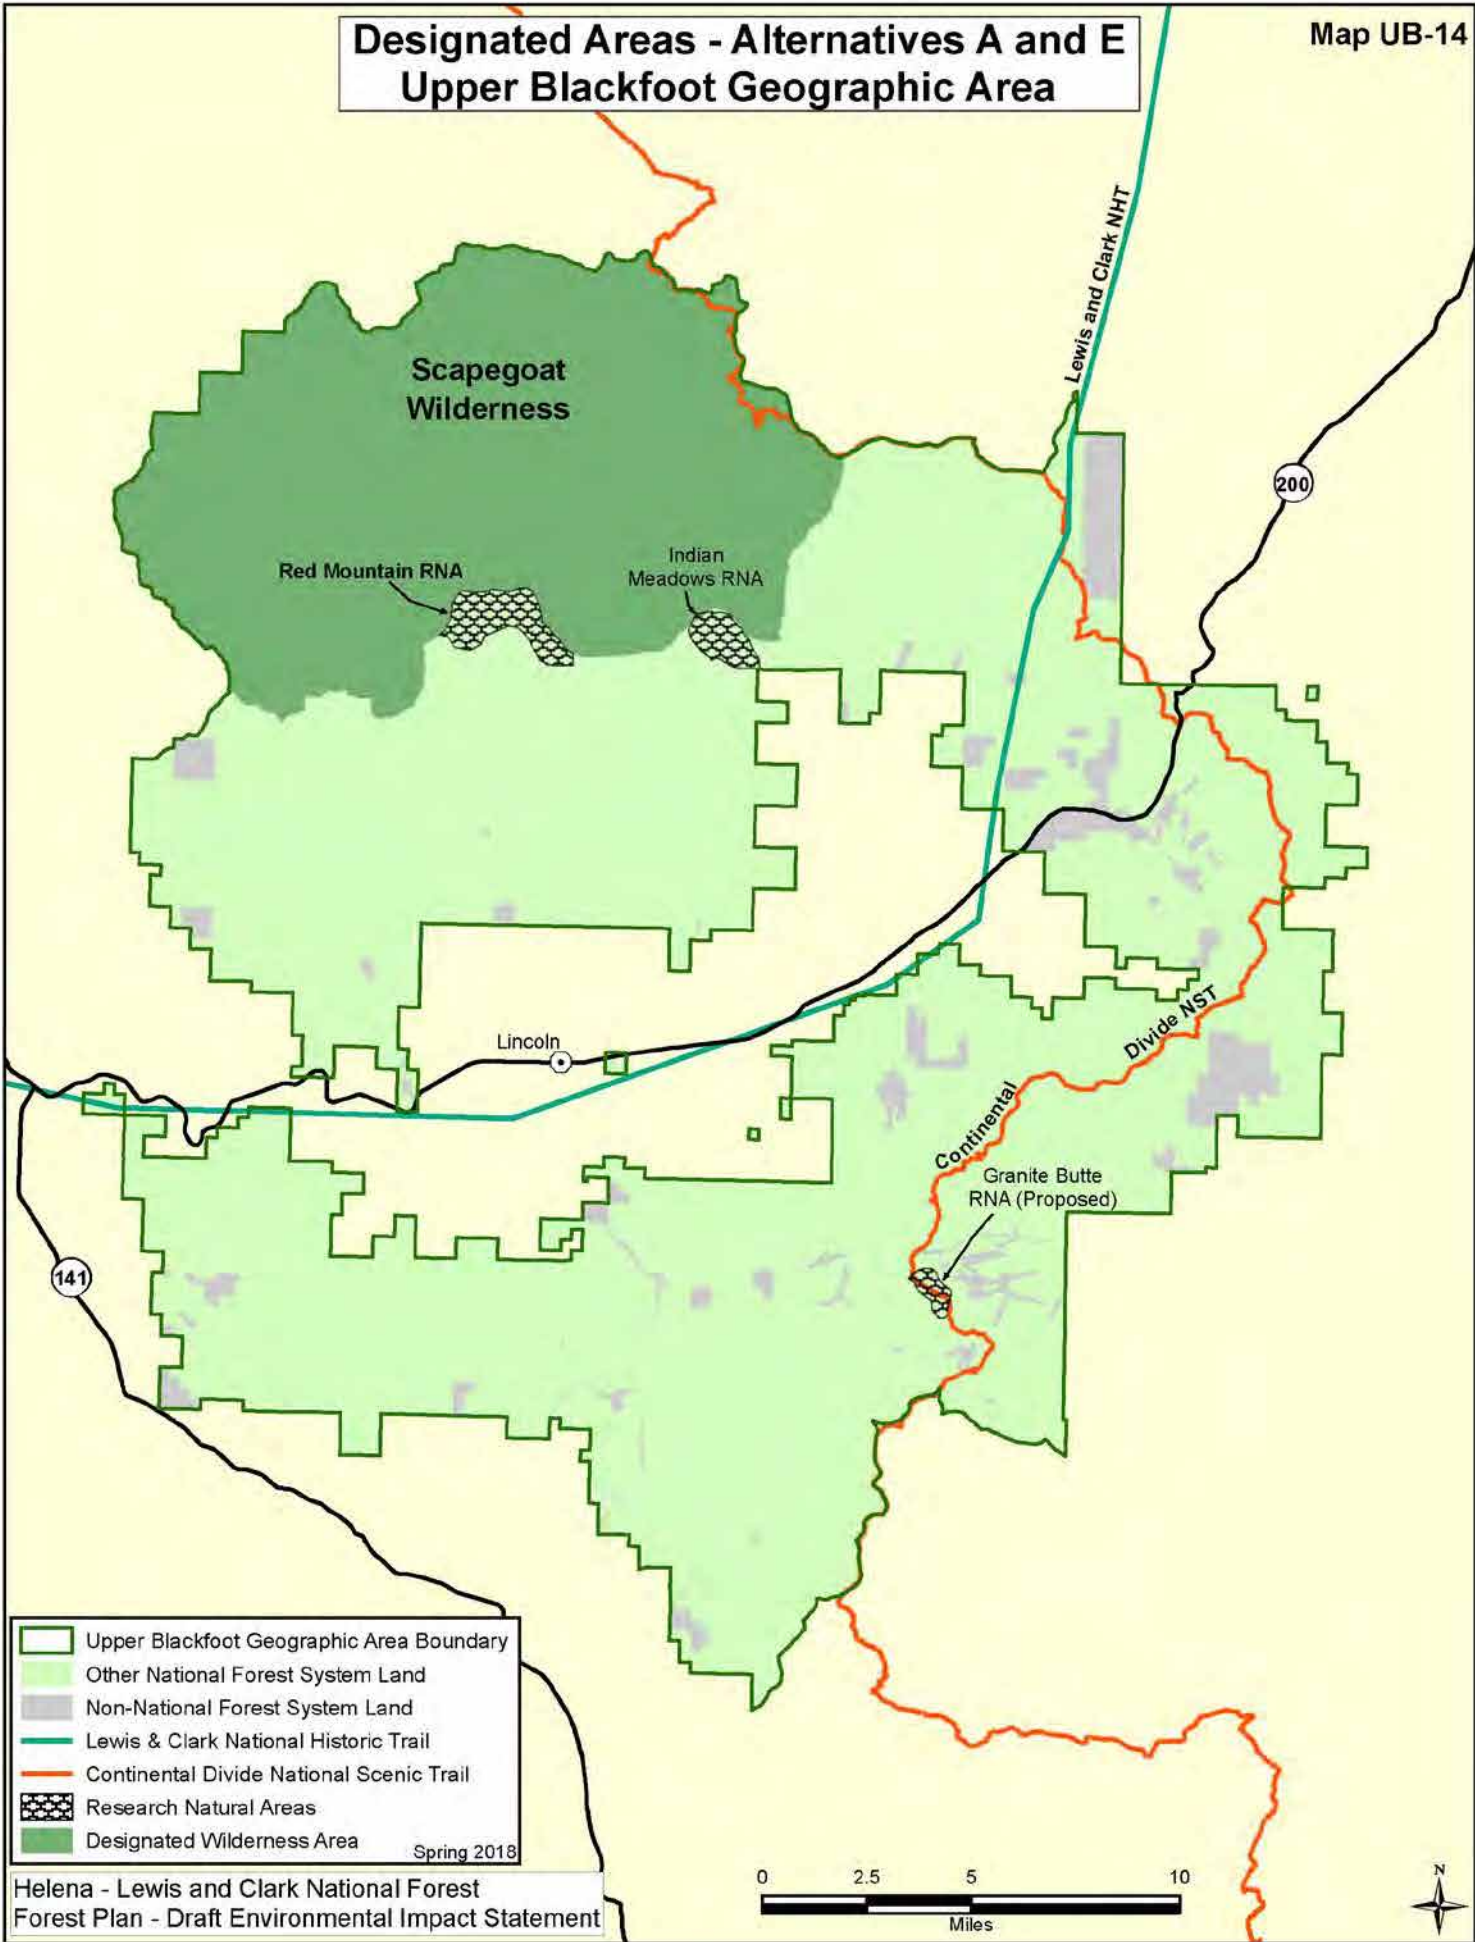 Designated Areas - Alternatives A and E
Upper Blackfoot Geographic Area
Map UB-14
Lewis and Clark NHT
Scapegoat
Wilderness
200
Red Mountain RNA
Indian
Meadows RNA
Lincoln
Continental
Divide NST
Granite Butte
RNA (Proposed)
141
Upper Blackfoot Geographic Area Boundary
Other National Forest System Land
Non-National Forest System Land
Lewis & Clark National Historic Trail
Continental Divide National Scenic Trail
Research Natural Areas
Designated Wilderness Area
Spring 2018
Helena - Lewis and Clark National Forest
Forest Plan - Draft Environmental Impact Statement
0 2.5 5 10
Miles
N